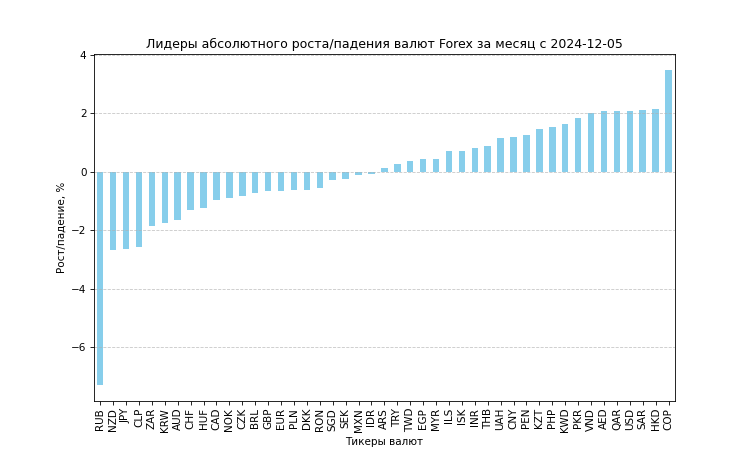 Лидеры абсолютного роста/падения валют Forex за месяц с 2024-12-05
Рост/падение, %
4
2
0
−2
−4
−6
RUB NZD JPY CLP ZAR KRW AUD CHF HUF CAD NOK CZK BRL GBP EUR PLN DKK RON SGD SEK MXN IDR ARS TRY TWD EGP MYR ILS ISK INR THB UAH CNY PEN KZT PHP KWD PKR VND AED QAR USD SAR HKD COP
Тикеры валют